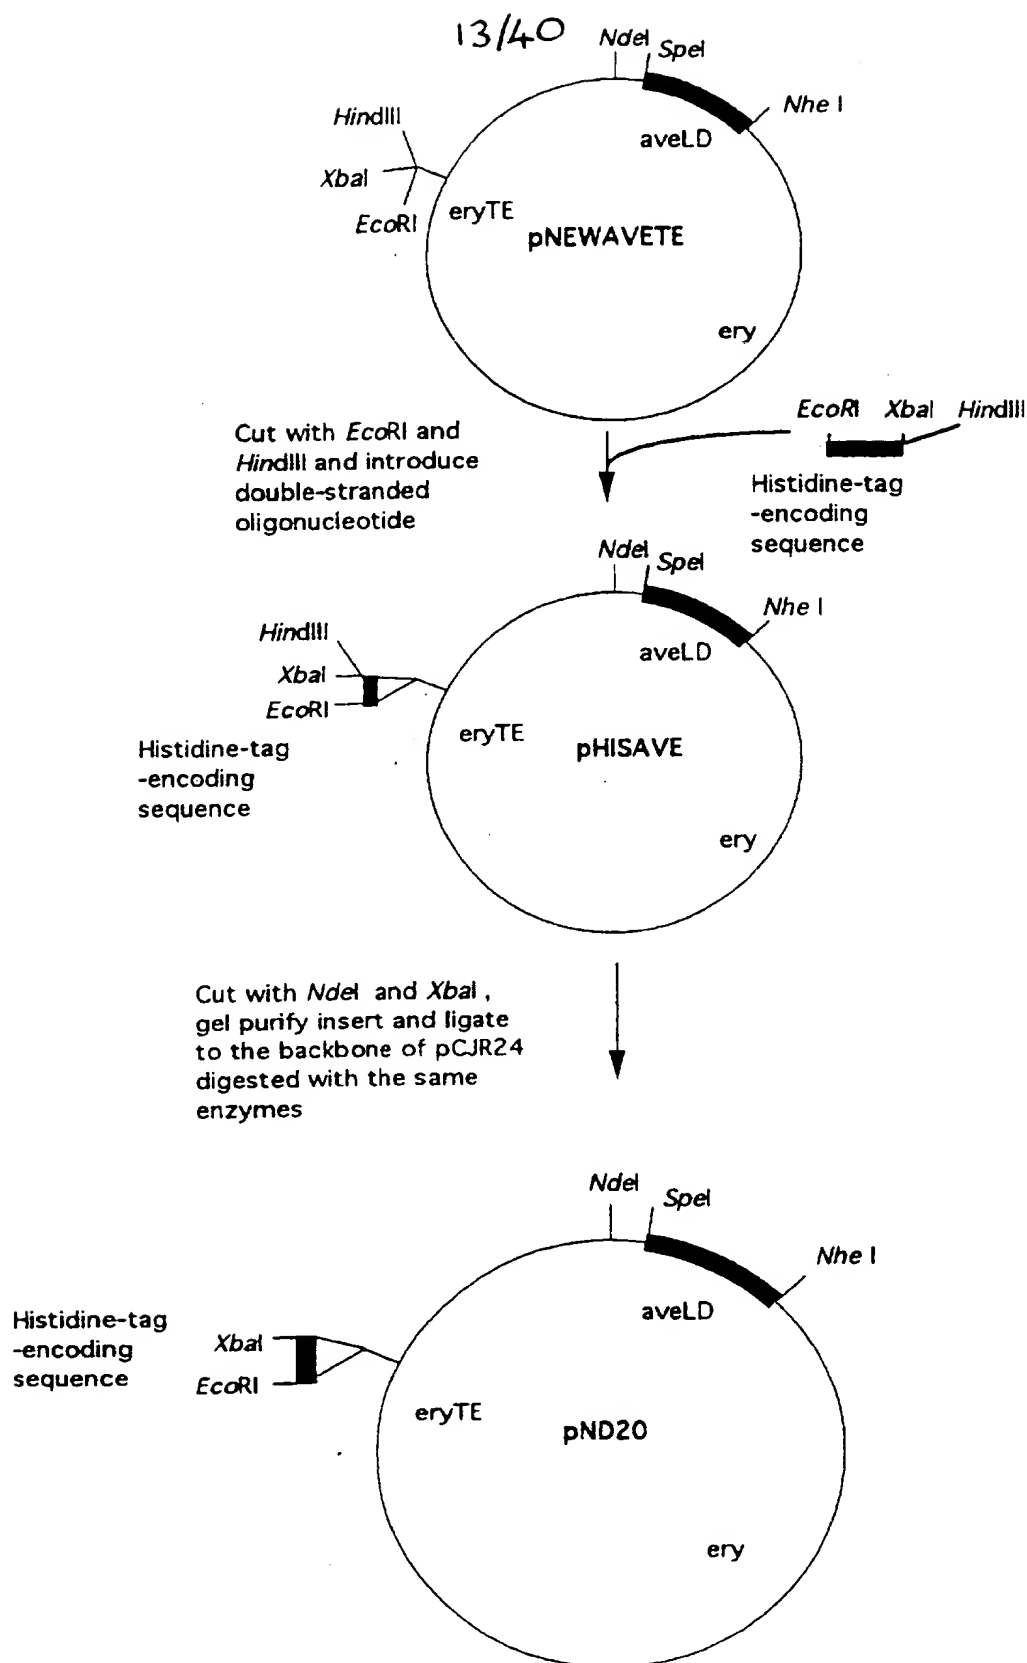 13/40
NdeI
SpeI
Nhe I
HindIII
XbaI
EcoRI
aveLD
eryTE
pNEWAVETE
ery
EcoRI XbaI HindIII
Cut with EcoRI and
HindIII and introduce
double-stranded
oligonucleotide
Histidine-tag
-encoding
sequence
NdeI
SpeI
Nhe I
HindIII
XbaI
EcoRI
aveLD
eryTE
pHISAVE
Histidine-tag
-encoding
sequence
ery
Cut with NdeI and XbaI ,
gel purify insert and ligate
to the backbone of pCJR24
digested with the same
enzymes
NdeI
SpeI
Nhe I
aveLD
Histidine-tag
-encoding
sequence
XbaI
EcoRI
eryTE
pND20
ery